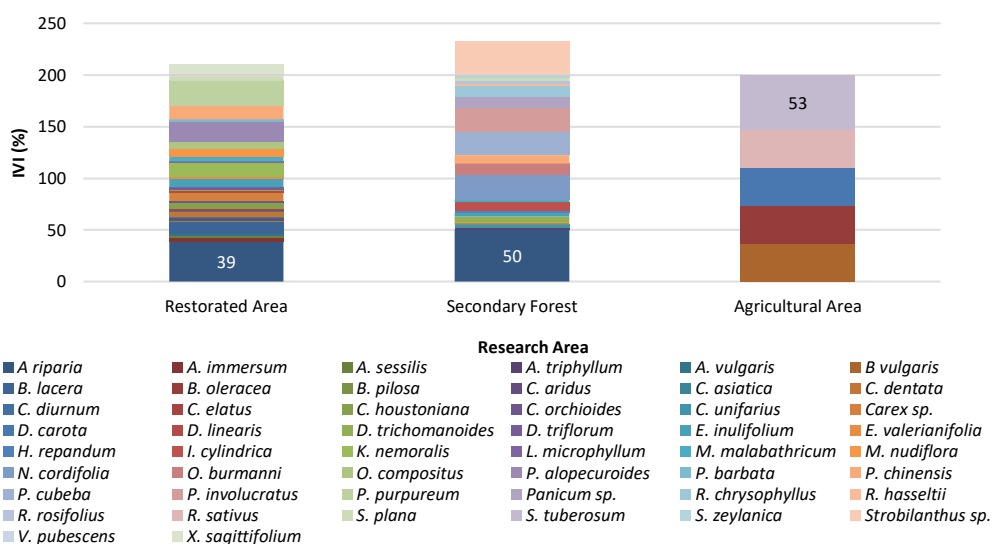 250
200
150
100
50
0
IVI (%)
39
50
53
Restorated Area Secondary Forest Agricultural Area
Research Area
A riparia A. immersum A. sessilis A. triphyllum A. vulgaris B vulgaris
B. lacera B. oleracea B. pilosa C. aridus C. asiatica C. dentata
C. diurnum C. elatus C. houstoniana C. orchioides C. unifarius Carex sp.
D. carota D. linearis D. trichomanoides D. triflorum E. inulifolium E. valerianifolia
H. repandum I. cylindrica K. nemoralis L. microphyllum M. malabathricum M. nudiflora
N. cordifolia O. burmanni O. compositus P. alopecuroides P. barbata P. chinensis
P. cubeba P. involucratus P. purpureum Panicum sp. R. chrysophyllus R. hasseltii
R. rosifolius R. sativus S. plana S. tuberosum S. zeylanica Strobilanthus sp.
V. pubescens X. sagittifolium